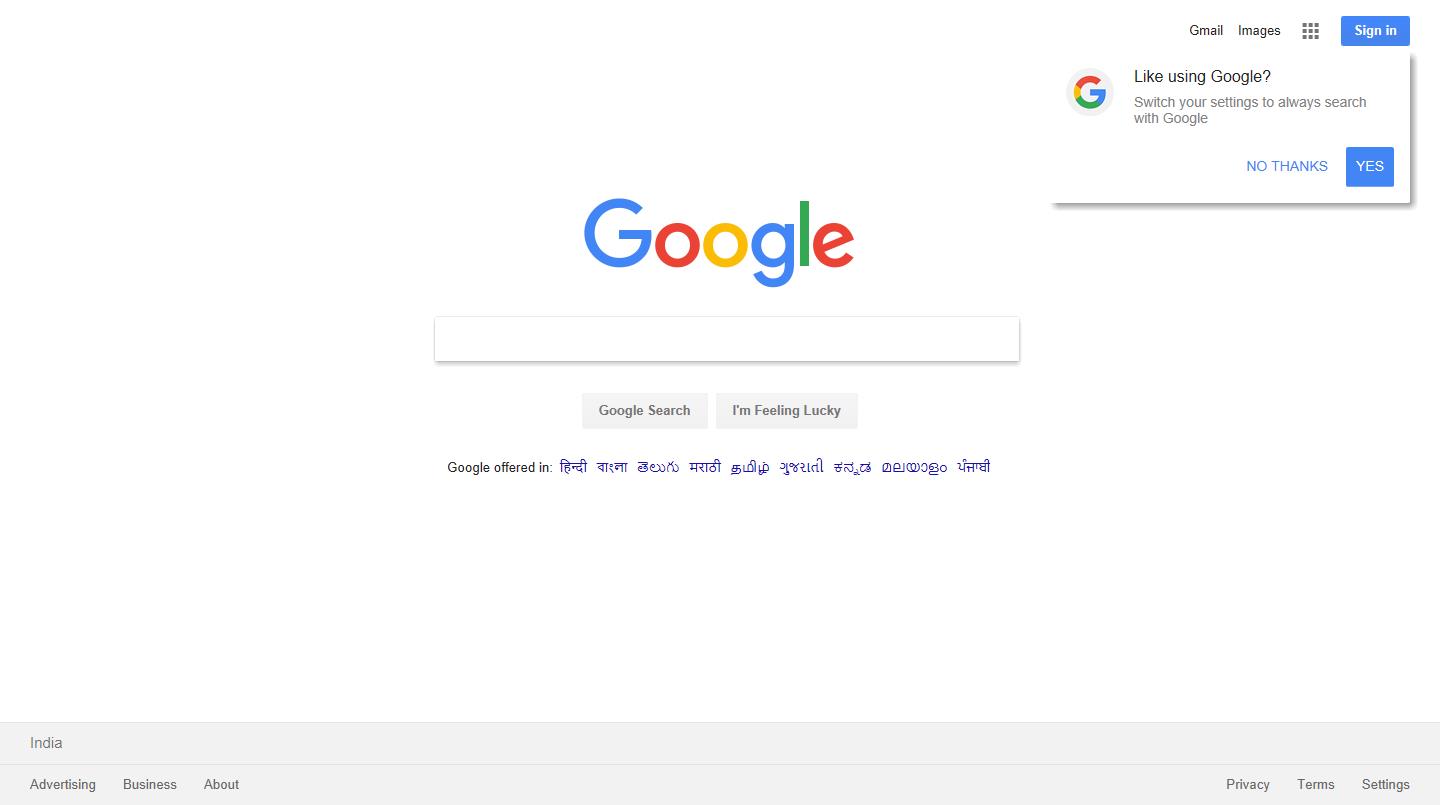 Gmail Images Sign in
Like using Google?
Switch your settings to always search
with Google
NO THANKS YES
Google
Google Search I'm Feeling Lucky
Google offered in: हिन्दी বাংলা తెలుగు मराठी தமிழ் ગુજરાતી ಕನ್ನಡ മലയാളം ਪੰਜਾਬੀ
India
Advertising Business About Privacy Terms Settings